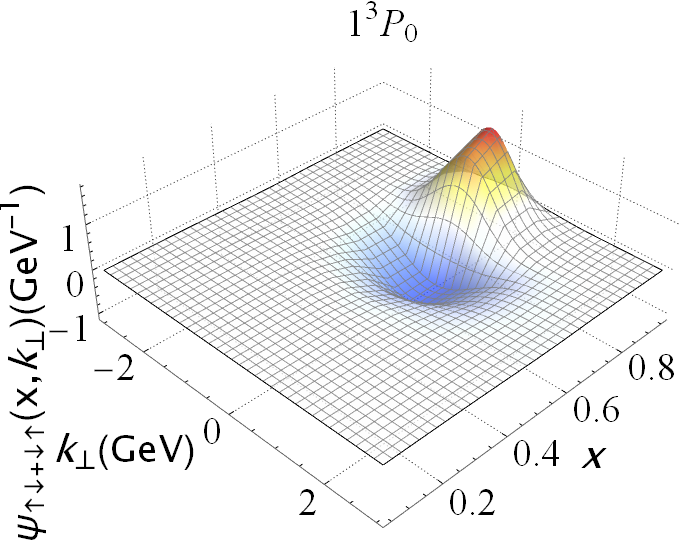 1³P₀
ψ↑↓+↓↑(x,k⊥)(GeV⁻¹)
1
0
−1
−2
0
2
k⊥(GeV)
0.2
0.4
0.6
0.8
x